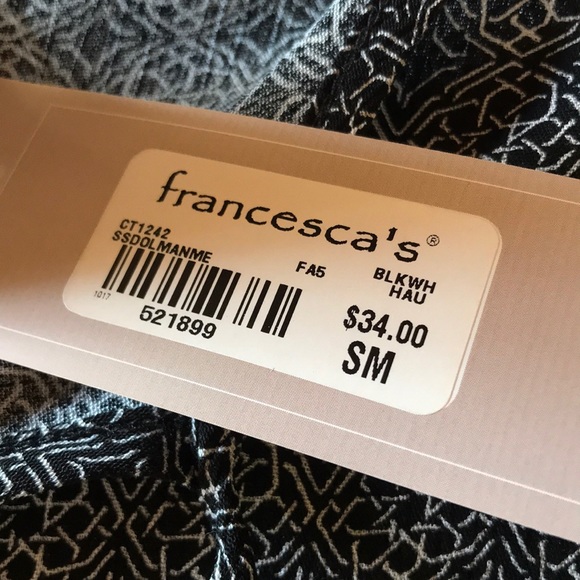 francesca's®
CT1242
SSDOLMANME
FA5
BLKWH
HAU
1017
521899
$34.00
SM